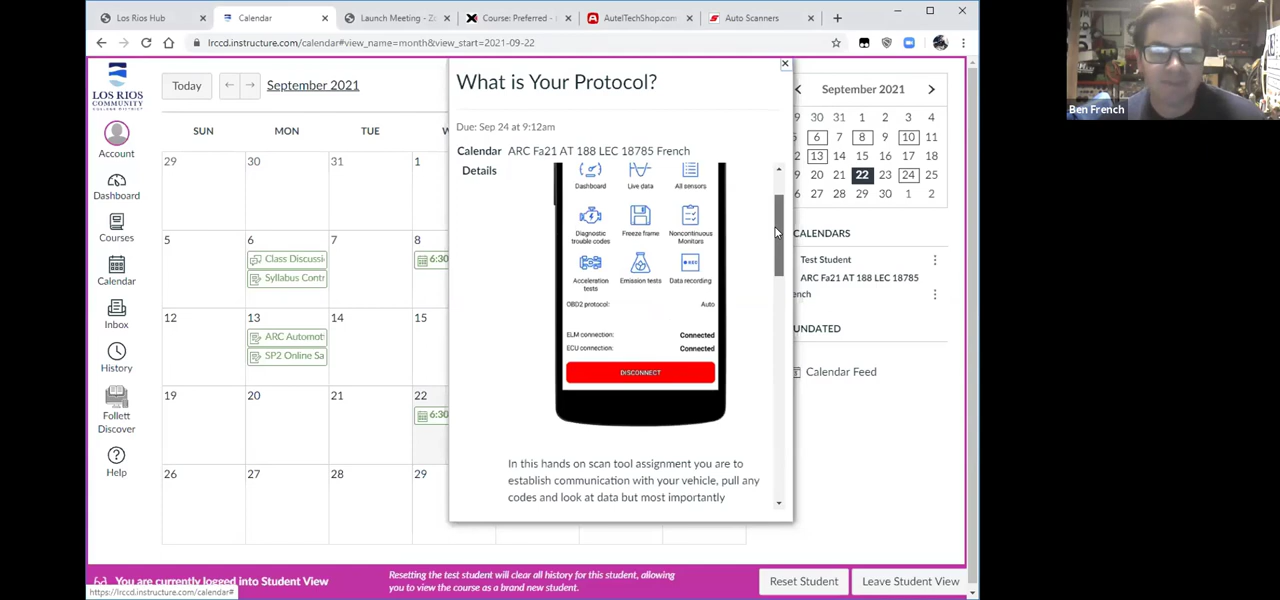 Los Rios Hub
Calendar
Launch Meeting - Z
Course: Preferred -
AutelTechShop.com
Auto Scanners
lrccd.instructure.com/calendar#view_name=month&view_start=2021-09-22
LOS RIOS
COMMUNITY
COLLEGE DISTRICT
Account
Dashboard
Courses
Calendar
Inbox
History
Follett
Discover
Help
Today
September 2021
SUN MON TUE
29 30 31 1
5 6 7 8
Class Discussi
6:30
Syllabus Contr
12 13 14 15
ARC Automot
SP2 Online Sa
19 20 21 22
6:30
26 27 28 29
What is Your Protocol?
Due: Sep 24 at 9:12am
Calendar ARC Fa21 AT 188 LEC 18785 French
Details
Dashboard Live data All sensors
Diagnostic trouble codes
Freeze frame
Noncontinuous Monitors
Acceleration tests
Emission tests
Data recording
OBD2 protocol: Auto
ELM connection: Connected
ECU connection: Connected
DISCONNECT
In this hands on scan tool assignment you are to
establish communication with your vehicle, pull any
codes and look at data but most importantly
September 2021
30 31 1 2 3 4
6 7 8 9 10 11
13 14 15 16 17 18
20 21 22 23 24 25
27 28 29 30 1 2
CALENDARS
Test Student
ARC Fa21 AT 188 LEC 18785
ench
UNDATED
Calendar Feed
You are currently logged into Student View
Resetting the test student will clear all history for this student, allowing
you to view the course as a brand new student.
Reset Student
Leave Student View
https://lrccd.instructure.com/calendar#
Ben French